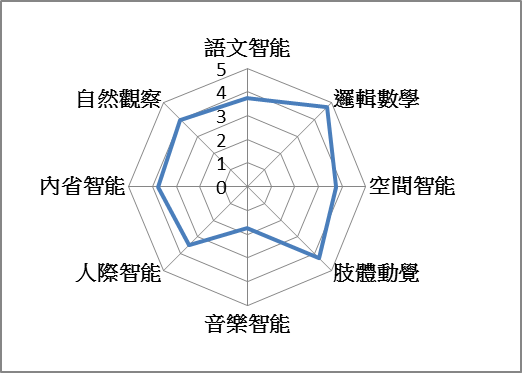 語文智能
5
4
3
2
1
0
邏輯數學
空間智能
肢體動覺
音樂智能
人際智能
內省智能
自然觀察